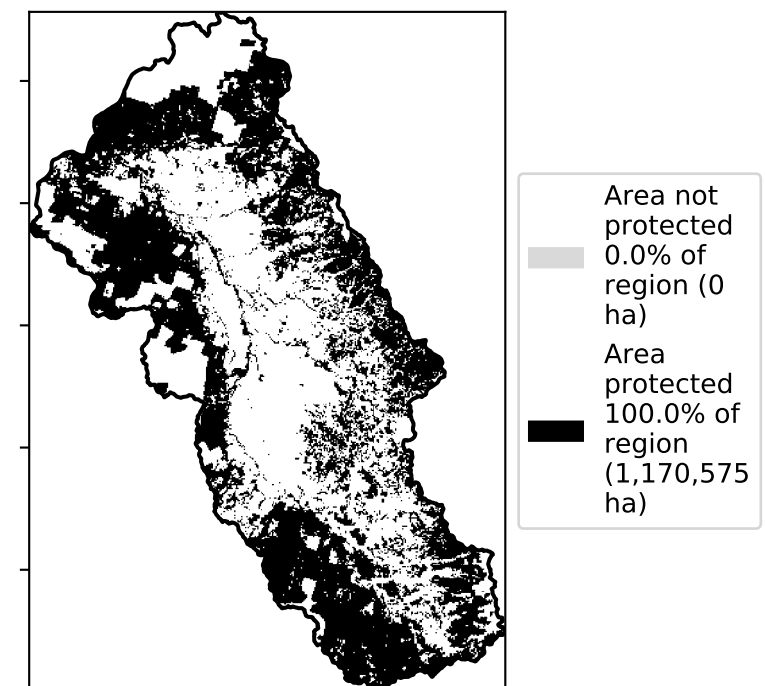 Area not
protected
0.0% of
region (0
ha)
Area
protected
100.0% of
region
(1,170,575
ha)